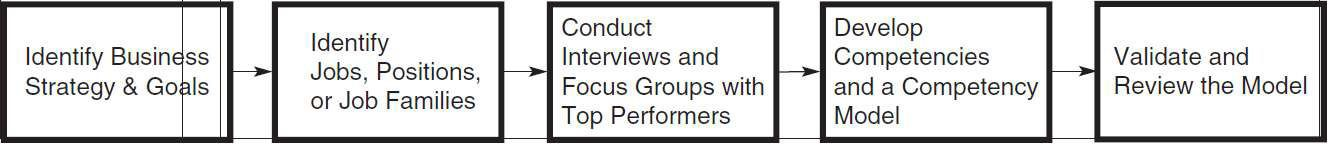 Identify Business
Strategy & Goals
Identify
Jobs, Positions,
or Job Families
Conduct
Interviews and
Focus Groups with
Top Performers
Develop
Competencies
and a Competency
Model
Validate and
Review the Model